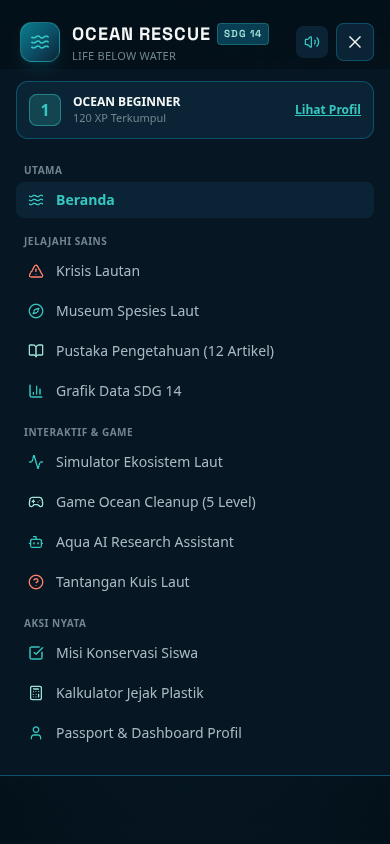 OCEAN RESCUE SDG 14
LIFE BELOW WATER
1
OCEAN BEGINNER
120 XP Terkumpul
Lihat Profil
UTAMA
Beranda
JELAJAHI SAINS
Krisis Lautan
Museum Spesies Laut
Pustaka Pengetahuan (12 Artikel)
Grafik Data SDG 14
INTERAKTIF & GAME
Simulator Ekosistem Laut
Game Ocean Cleanup (5 Level)
Aqua AI Research Assistant
Tantangan Kuis Laut
AKSI NYATA
Misi Konservasi Siswa
Kalkulator Jejak Plastik
Passport & Dashboard Profil